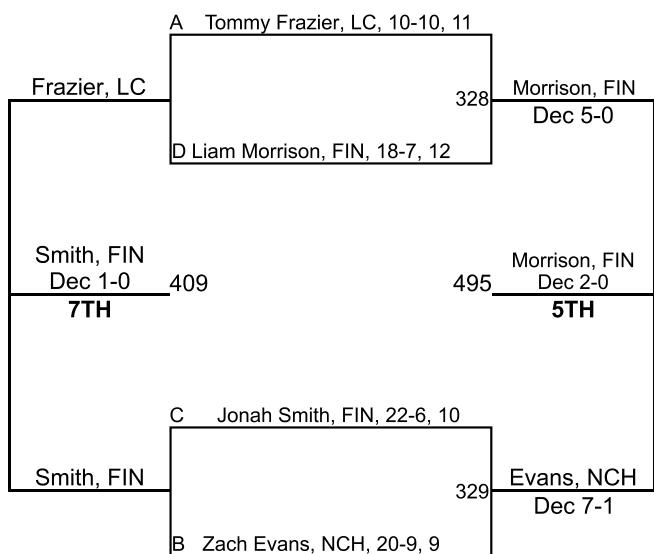 A Tommy Frazier, LC, 10-10, 11
Frazier, LC
328
Morrison, FIN
Dec 5-0
D Liam Morrison, FIN, 18-7, 12
Smith, FIN
Dec 1-0
7TH
409
495
Morrison, FIN
Dec 2-0
5TH
C Jonah Smith, FIN, 22-6, 10
Smith, FIN
329
Evans, NCH
Dec 7-1
B Zach Evans, NCH, 20-9, 9